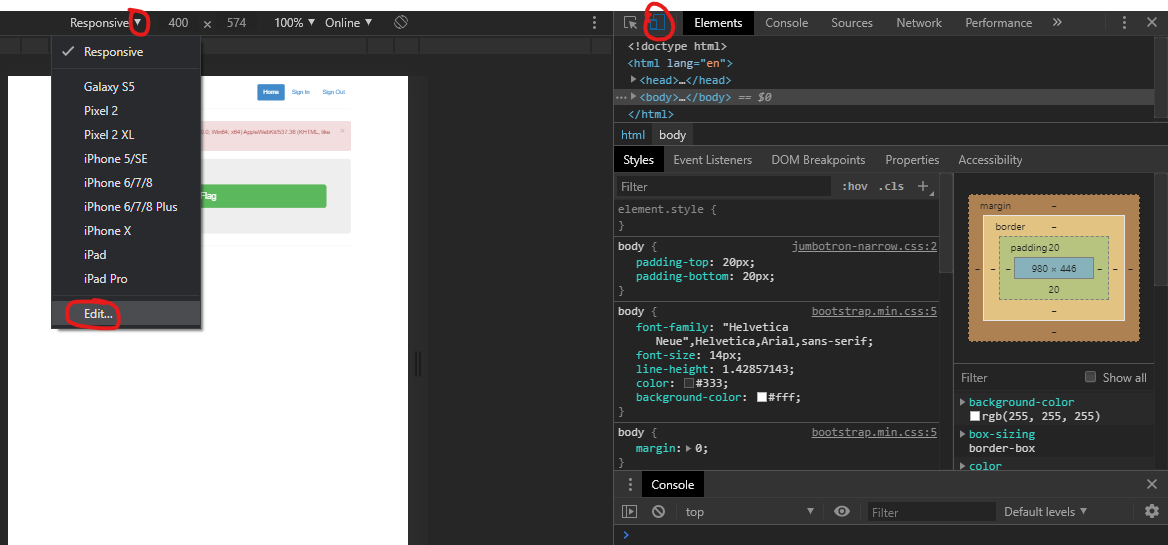 Responsive 400 × 574 100% Online
Responsive
Galaxy S5
Pixel 2
Pixel 2 XL
iPhone 5/SE
iPhone 6/7/8
iPhone 6/7/8 Plus
iPhone X
iPad
iPad Pro
Edit...
Home Sign In Sign Out
Win64; x64) AppleWebKit/537.36 (KHTML, like ×
Flag
Elements Console Sources Network Performance »
<!doctype html>
<html lang="en">
<head>…</head>
… <body>…</body> == $0
</html>
html body
Styles Event Listeners DOM Breakpoints Properties Accessibility
Filter :hov .cls +
element.style {
}
body { jumbotron-narrow.css:2
padding-top: 20px;
padding-bottom: 20px;
}
body { bootstrap.min.css:5
font-family: "Helvetica
Neue",Helvetica,Arial,sans-serif;
font-size: 14px;
line-height: 1.42857143;
color: #333;
background-color: #fff;
}
body { bootstrap.min.css:5
margin: 0;
}
margin –
border –
padding 20
– – – 980 × 446 – – –
20
–
–
Filter Show all
background-color
rgb(255, 255, 255)
box-sizing
border-box
color
Console
top Filter Default levels